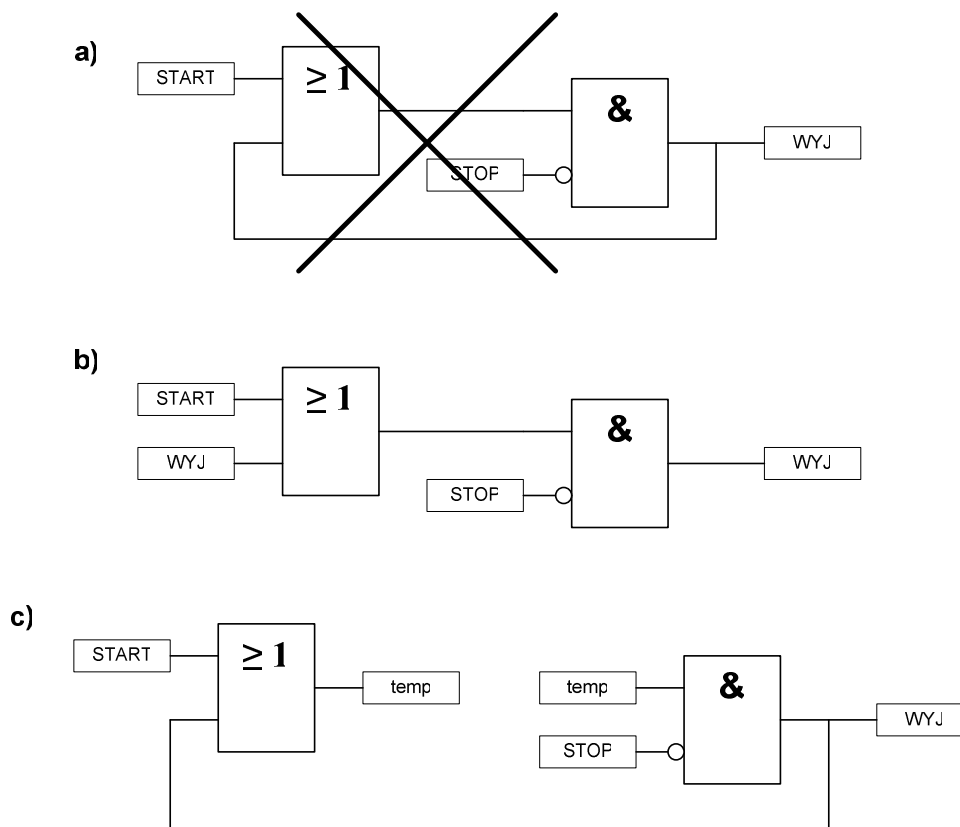 a)
START
≥ 1
&
STOP
WYJ
b)
START
≥ 1
WYJ
&
STOP
WYJ
c)
START
≥ 1
temp
temp
&
STOP
WYJ